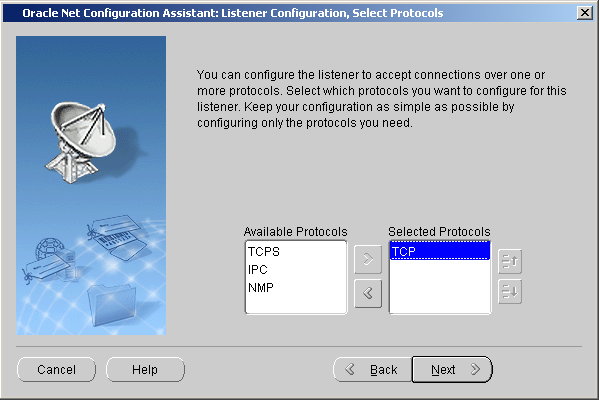 Oracle Net Configuration Assistant: Listener Configuration, Select Protocols
You can configure the listener to accept connections over one or
more protocols. Select which protocols you want to configure for this
listener. Keep your configuration as simple as possible by
configuring only the protocols you need.
Available Protocols
TCPS
IPC
NMP
Selected Protocols
TCP
Cancel
Help
Back
Next